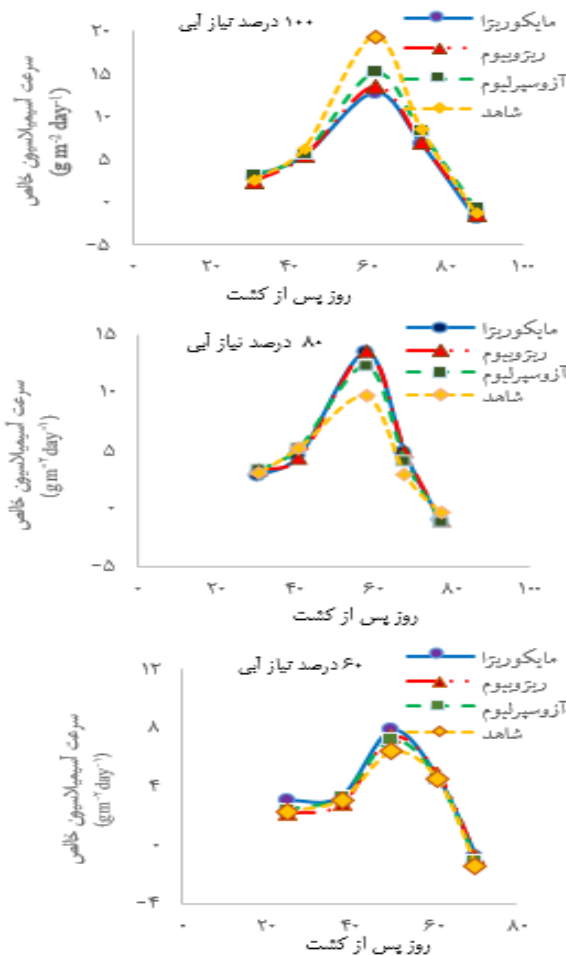 ۱۰۰ درصد نیاز آبی
مایکوریزا
ریزوبیوم
آزوسپرلیوم
شاهد
سرعت آسیمیلاسیون خالص
(g m⁻² day⁻¹)
۲۰
۱۵
۱۰
۵
۰
-۵
۰ ۲۰ ۴۰ ۶۰ ۸۰ ۱۰۰
روز پس از کشت
۸۰ درصد نیاز آبی
مایکوریزا
ریزوبیوم
آزوسپرلیوم
شاهد
سرعت آسیمیلاسیون خالص
(g m⁻² day⁻¹)
۱۵
۱۰
۵
۰
-۵
۰ ۲۰ ۴۰ ۶۰ ۸۰ ۱۰۰
روز پس از کشت
۶۰ درصد نیاز آبی
مایکوریزا
ریزوبیوم
آزوسپرلیوم
شاهد
سرعت آسیمیلاسیون خالص
(gm⁻² day⁻¹)
۱۲
۸
۴
۰
-۴
۰ ۲۰ ۴۰ ۶۰ ۸۰
روز پس از کشت